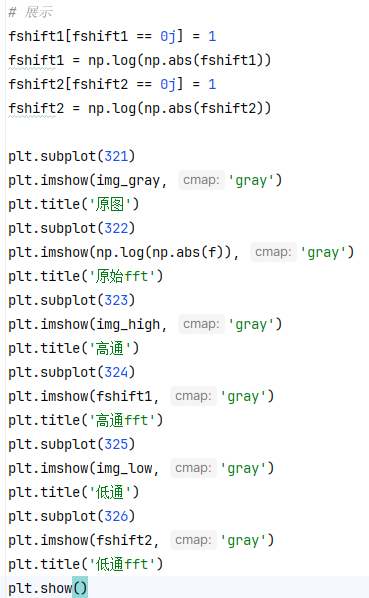 # 展示
fshift1[fshift1 == 0j] = 1
fshift1 = np.log(np.abs(fshift1))
fshift2[fshift2 == 0j] = 1
fshift2 = np.log(np.abs(fshift2))
plt.subplot(321)
plt.imshow(img_gray, cmap: 'gray')
plt.title('原图')
plt.subplot(322)
plt.imshow(np.log(np.abs(f)), cmap: 'gray')
plt.title('原始fft')
plt.subplot(323)
plt.imshow(img_high, cmap: 'gray')
plt.title('高通')
plt.subplot(324)
plt.imshow(fshift1, cmap: 'gray')
plt.title('高通fft')
plt.subplot(325)
plt.imshow(img_low, cmap: 'gray')
plt.title('低通')
plt.subplot(326)
plt.imshow(fshift2, cmap: 'gray')
plt.title('低通fft')
plt.show()